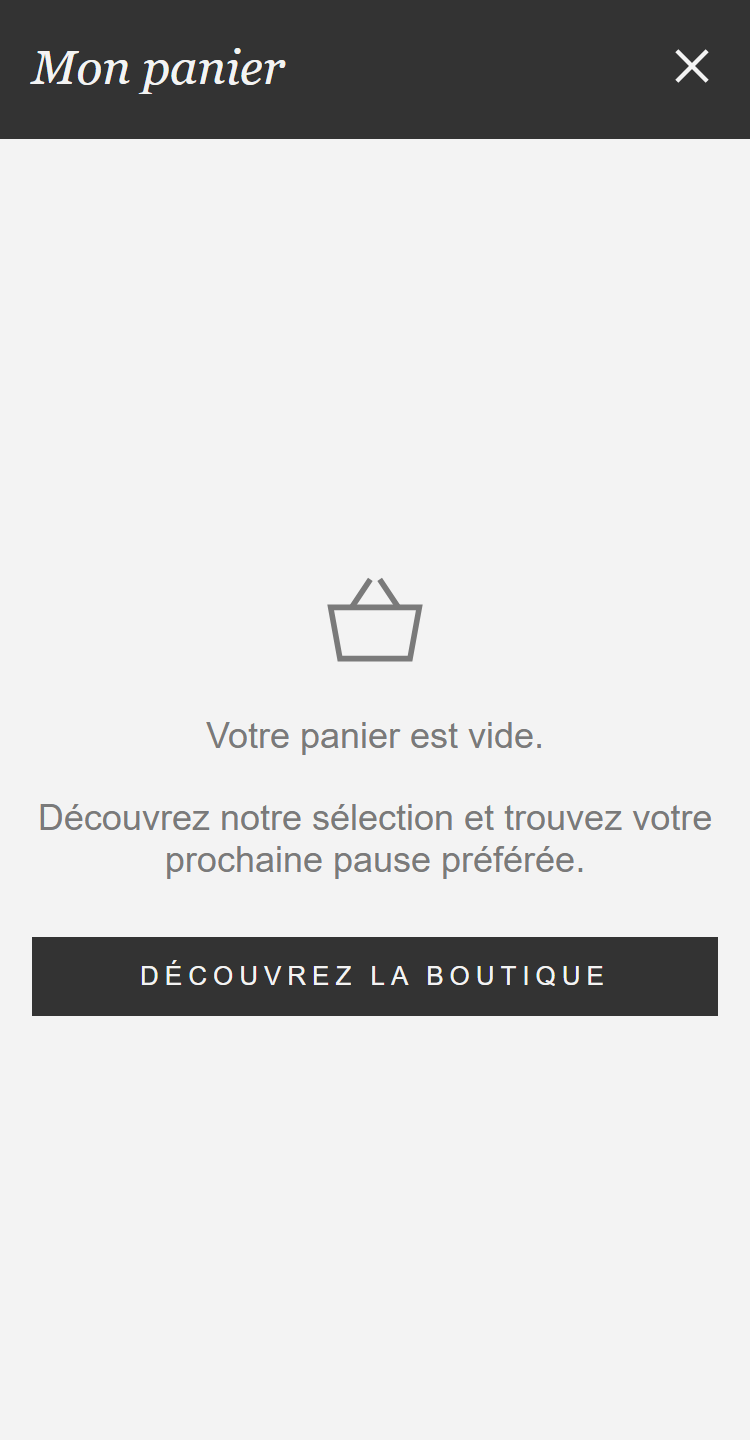 Mon panier
Votre panier est vide.
Découvrez notre sélection et trouvez votre
prochaine pause préférée.
DÉCOUVREZ LA BOUTIQUE